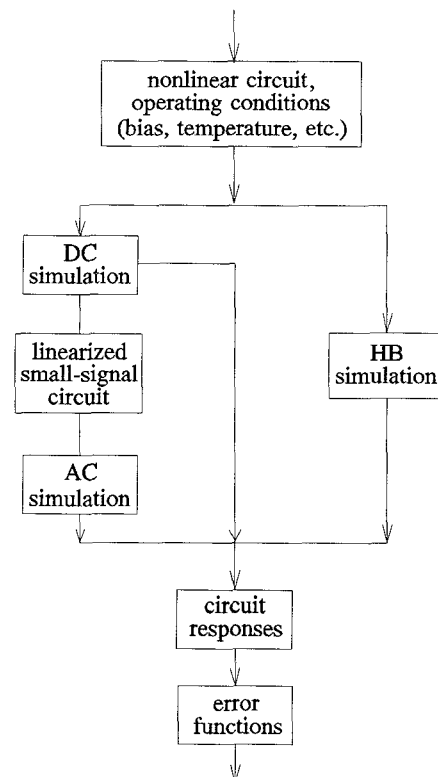 nonlinear circuit,
operating conditions
(bias, temperature, etc.)
DC
simulation
linearized
small-signal
circuit
AC
simulation
HB
simulation
circuit
responses
error
functions